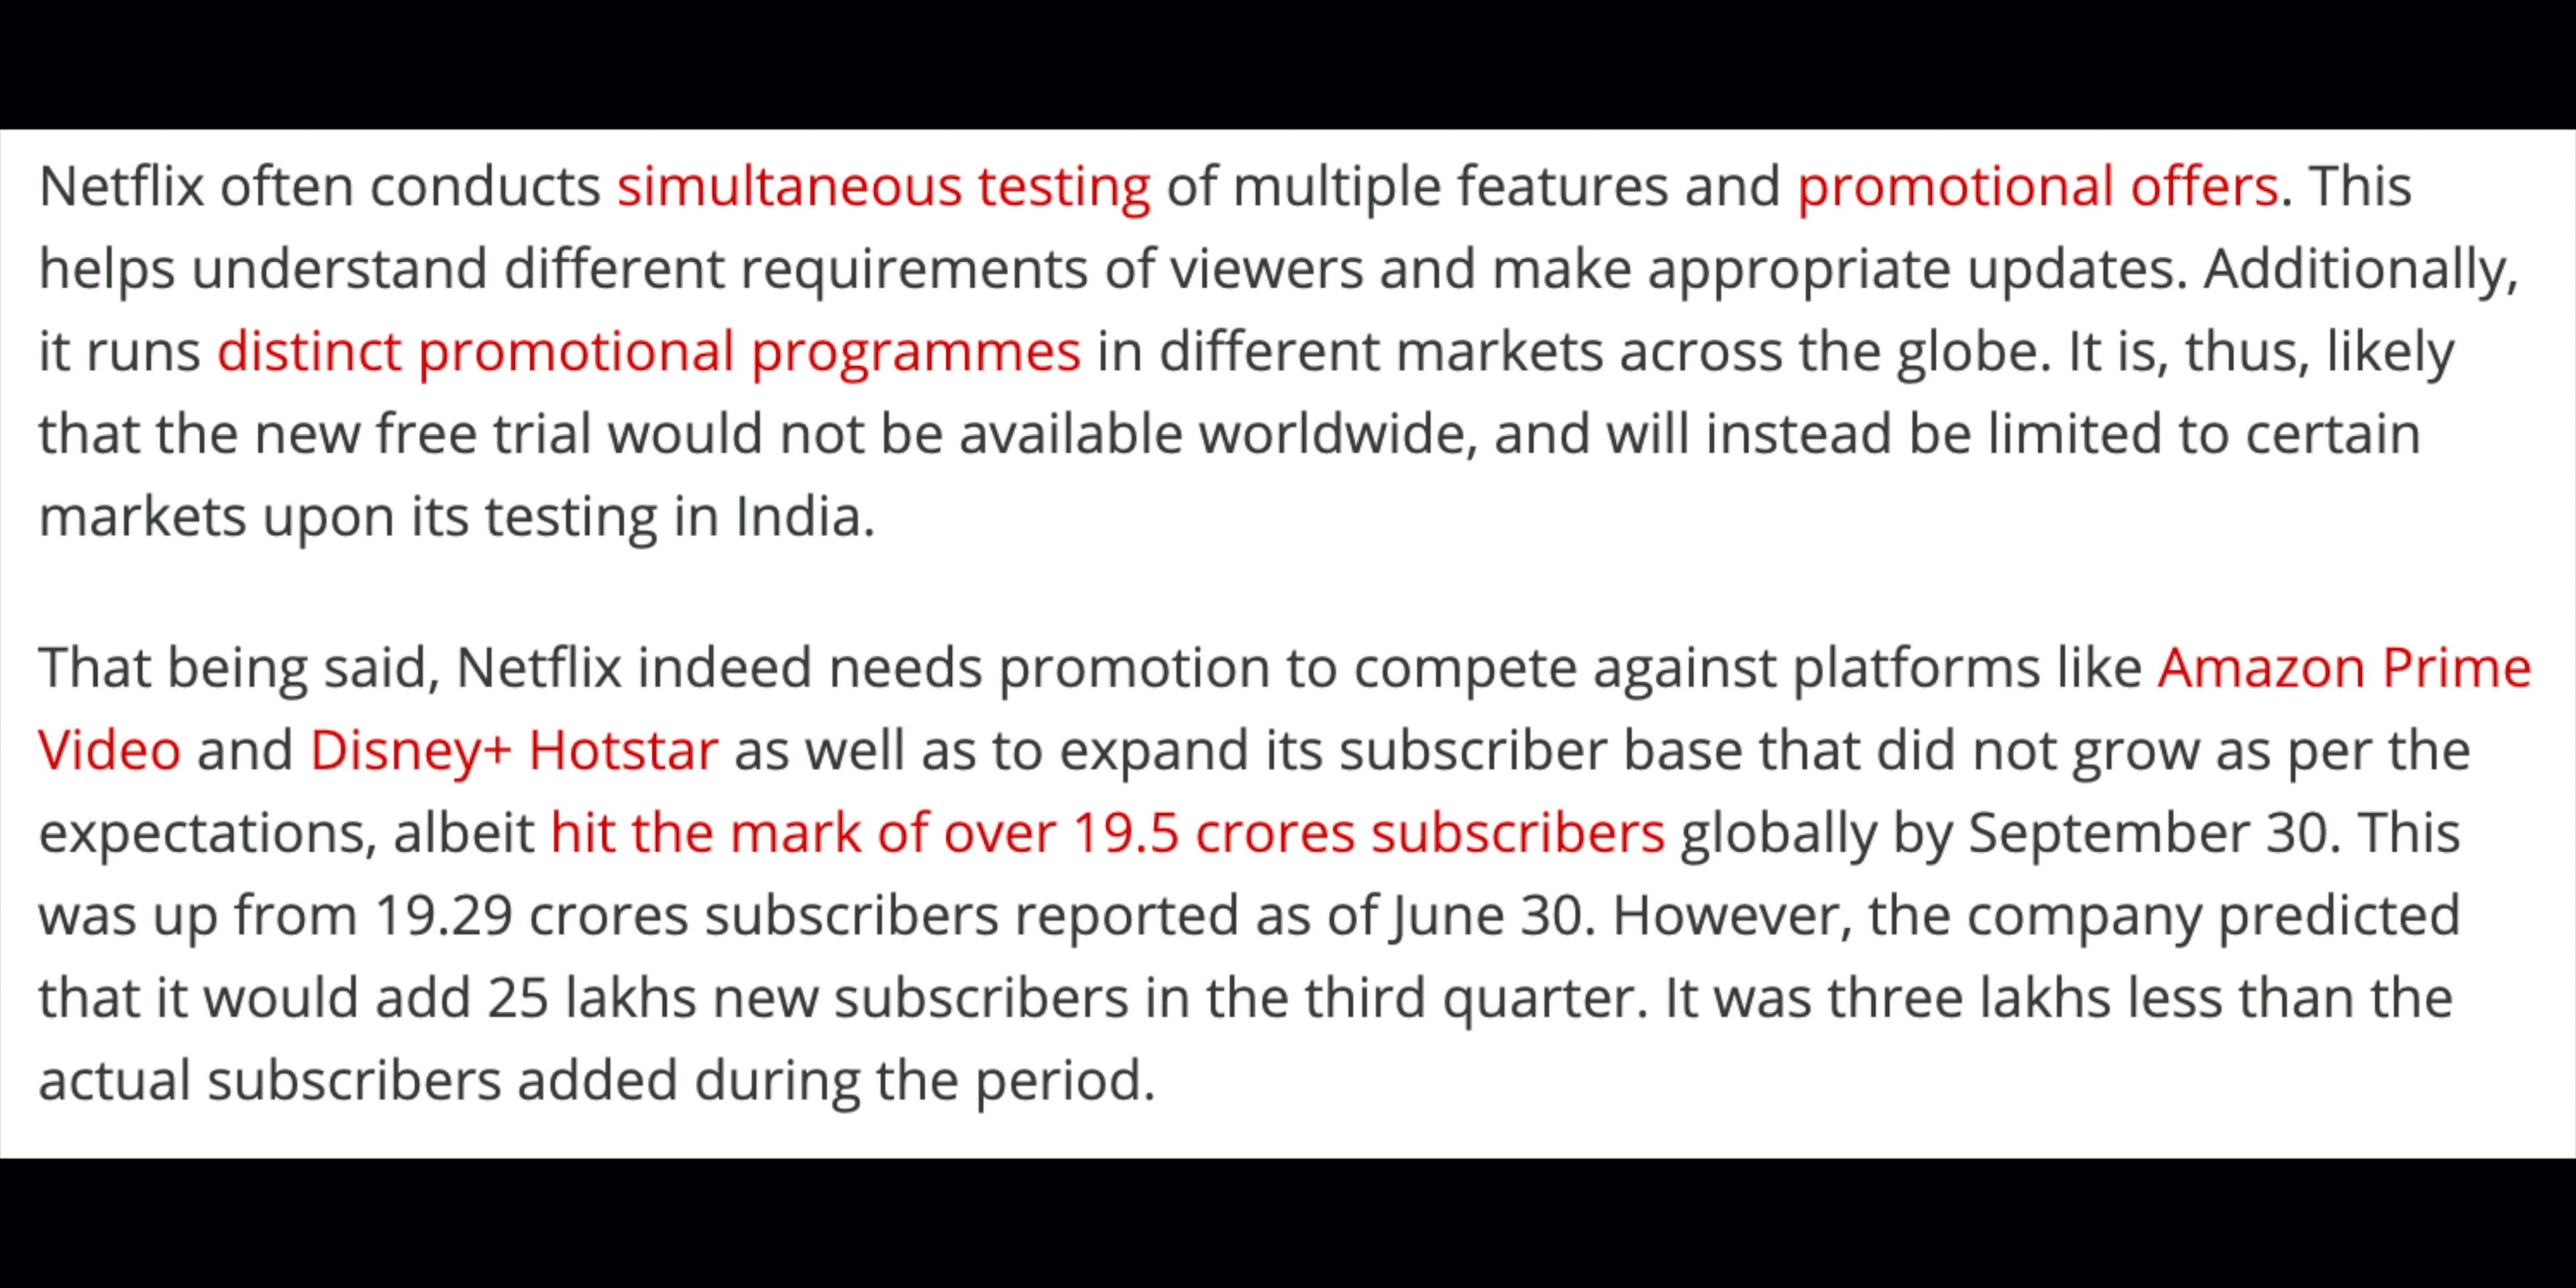 Netflix often conducts simultaneous testing of multiple features and promotional offers. This
helps understand different requirements of viewers and make appropriate updates. Additionally,
it runs distinct promotional programmes in different markets across the globe. It is, thus, likely
that the new free trial would not be available worldwide, and will instead be limited to certain
markets upon its testing in India.
That being said, Netflix indeed needs promotion to compete against platforms like Amazon Prime
Video and Disney+ Hotstar as well as to expand its subscriber base that did not grow as per the
expectations, albeit hit the mark of over 19.5 crores subscribers globally by September 30. This
was up from 19.29 crores subscribers reported as of June 30. However, the company predicted
that it would add 25 lakhs new subscribers in the third quarter. It was three lakhs less than the
actual subscribers added during the period.